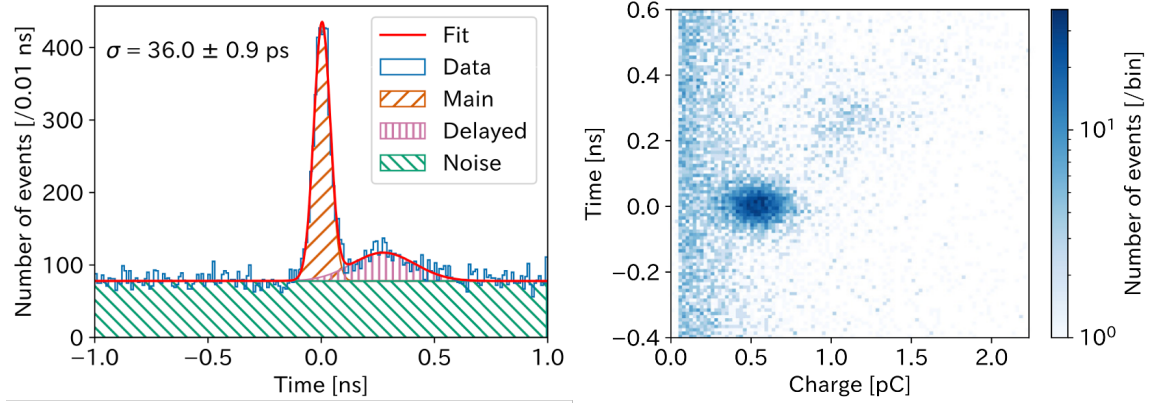 Number of events [/0.01 ns]
400
300
200
100
0
σ = 36.0 ± 0.9 ps
Fit
Data
Main
Delayed
Noise
−1.0
−0.5
0.0
0.5
1.0
Time [ns]
Time [ns]
0.6
0.4
0.2
0.0
−0.2
−0.4
0.0
0.5
1.0
1.5
2.0
Charge [pC]
10¹
10⁰
Number of events [/bin]